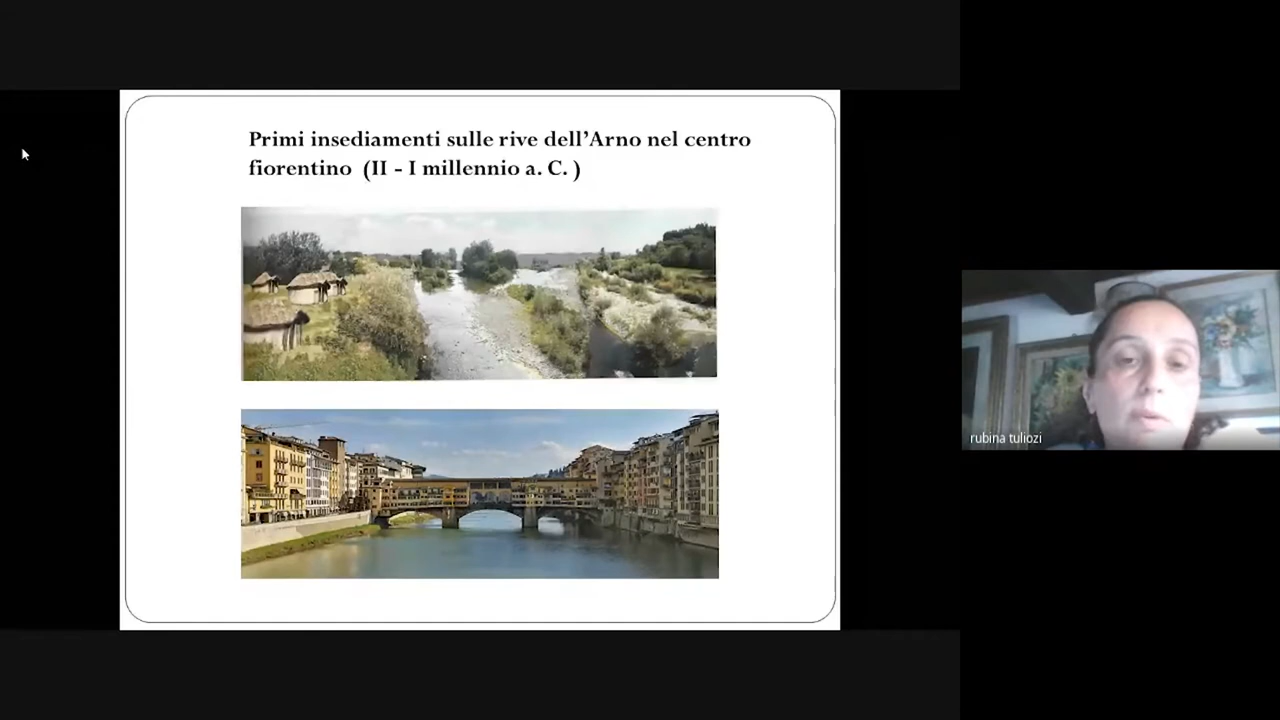 Primi insediamenti sulle rive dell’Arno nel centro
fiorentino (II - I millennio a. C. )
rubina tuliozi